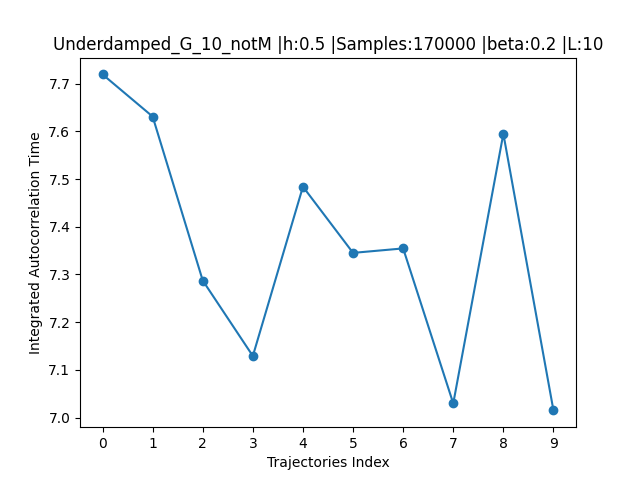 Underdamped_G_10_notM |h:0.5 |Samples:170000 |beta:0.2 |L:10
7.7
7.6
7.5
7.4
7.3
7.2
7.1
7.0
Integrated Autocorrelation Time
0 1 2 3 4 5 6 7 8 9
Trajectories Index